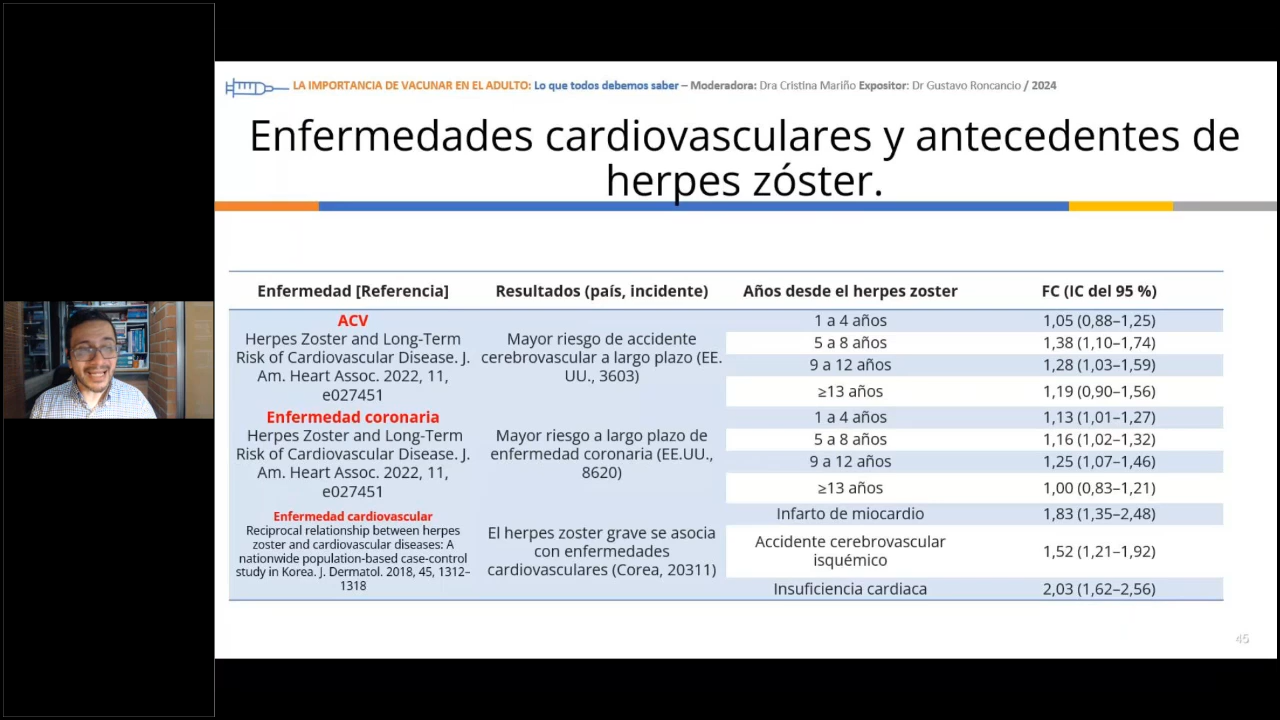 LA IMPORTANCIA DE VACUNAR EN EL ADULTO: Lo que todos debemos saber – Moderadora: Dra Cristina Mariño Expositor: Dr Gustavo Roncancio / 2024
Enfermedades cardiovasculares y antecedentes de
herpes zóster.
Enfermedad [Referencia] Resultados (país, incidente) Años desde el herpes zoster FC (IC del 95 %)
ACV
Herpes Zoster and Long-Term
Risk of Cardiovascular Disease. J.
Am. Heart Assoc. 2022, 11,
e027451
Mayor riesgo de accidente
cerebrovascular a largo plazo (EE.
UU., 3603)
1 a 4 años 1,05 (0,88–1,25)
5 a 8 años 1,38 (1,10–1,74)
9 a 12 años 1,28 (1,03–1,59)
≥13 años 1,19 (0,90–1,56)
Enfermedad coronaria
Herpes Zoster and Long-Term
Risk of Cardiovascular Disease. J.
Am. Heart Assoc. 2022, 11,
e027451
Mayor riesgo a largo plazo de
enfermedad coronaria (EE.UU.,
8620)
1 a 4 años 1,13 (1,01–1,27)
5 a 8 años 1,16 (1,02–1,32)
9 a 12 años 1,25 (1,07–1,46)
≥13 años 1,00 (0,83–1,21)
Enfermedad cardiovascular
Reciprocal relationship between herpes
zoster and cardiovascular diseases: A
nationwide population-based case-control
study in Korea. J. Dermatol. 2018, 45, 1312–
1318
El herpes zoster grave se asocia
con enfermedades
cardiovasculares (Corea, 20311)
Infarto de miocardio 1,83 (1,35–2,48)
Accidente cerebrovascular
isquémico 1,52 (1,21–1,92)
Insuficiencia cardiaca 2,03 (1,62–2,56)
45